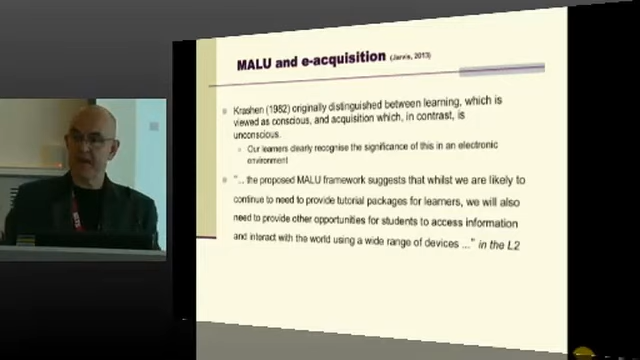 MALU and e-acquisition (Jarvis, 2013)
Krashen (1982) originally distinguished between learning, which is
viewed as conscious, and acquisition which, in contrast, is
unconscious.
Our learners clearly recognise the significance of this in an electronic
environment
"... the proposed MALU framework suggests that whilst we are likely to
continue to need to provide tutorial packages for learners, we will also
need to provide other opportunities for students to access information
and interact with the world using a wide range of devices ..." in the L2